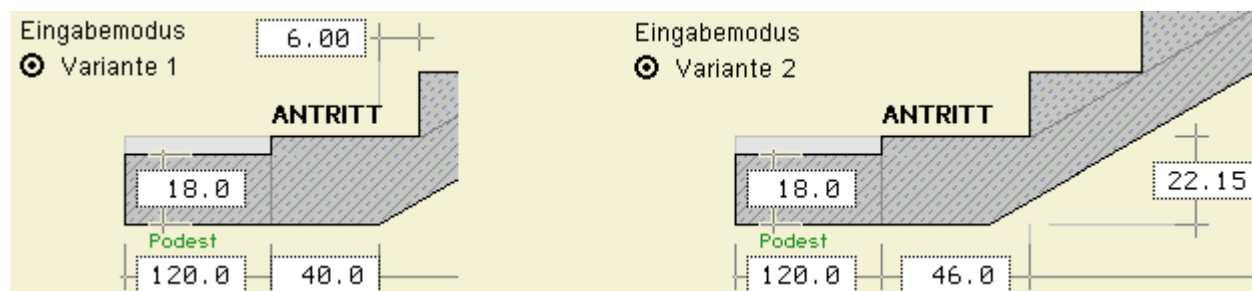 Eingabemodus
6.00
Variante 1
ANTRITT
18.0
Podest
120.0
40.0
Eingabemodus
Variante 2
ANTRITT
18.0
22.15
Podest
120.0
46.0